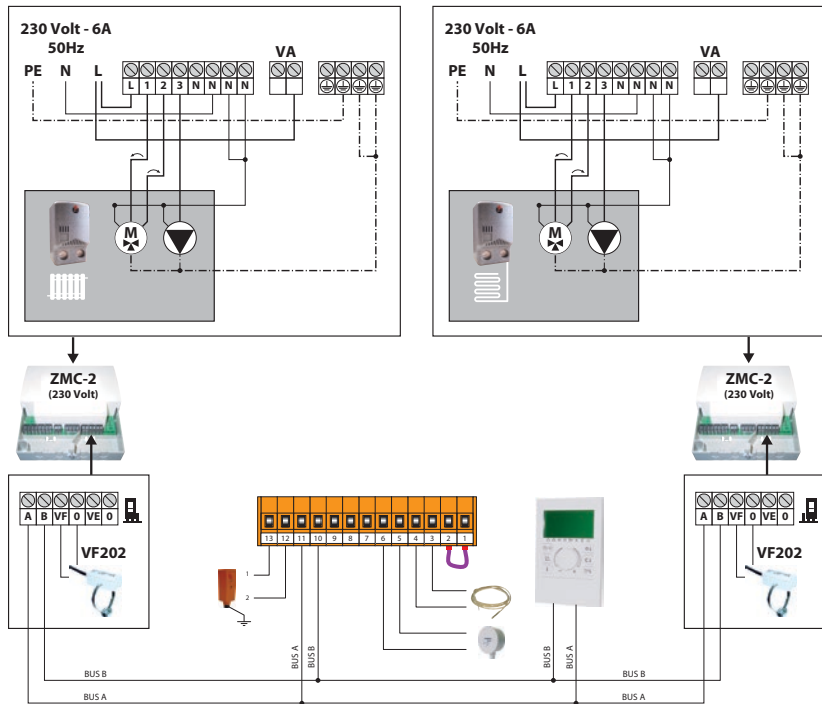 230 Volt - 6A
50Hz
VA
PE N L
L 1 2 3 N N N N
M
230 Volt - 6A
50Hz
VA
PE N L
L 1 2 3 N N N N
M
ZMC-2
(230 Volt)
ZMC-2
(230 Volt)
A B VF 0 VE 0
VF202
13 12 11 10 9 8 7 6 5 4 3 2 1
1
2
A B VF 0 VE 0
VF202
BUS A
BUS B
BUS B
BUS A
BUS B
BUS B
BUS A
BUS A